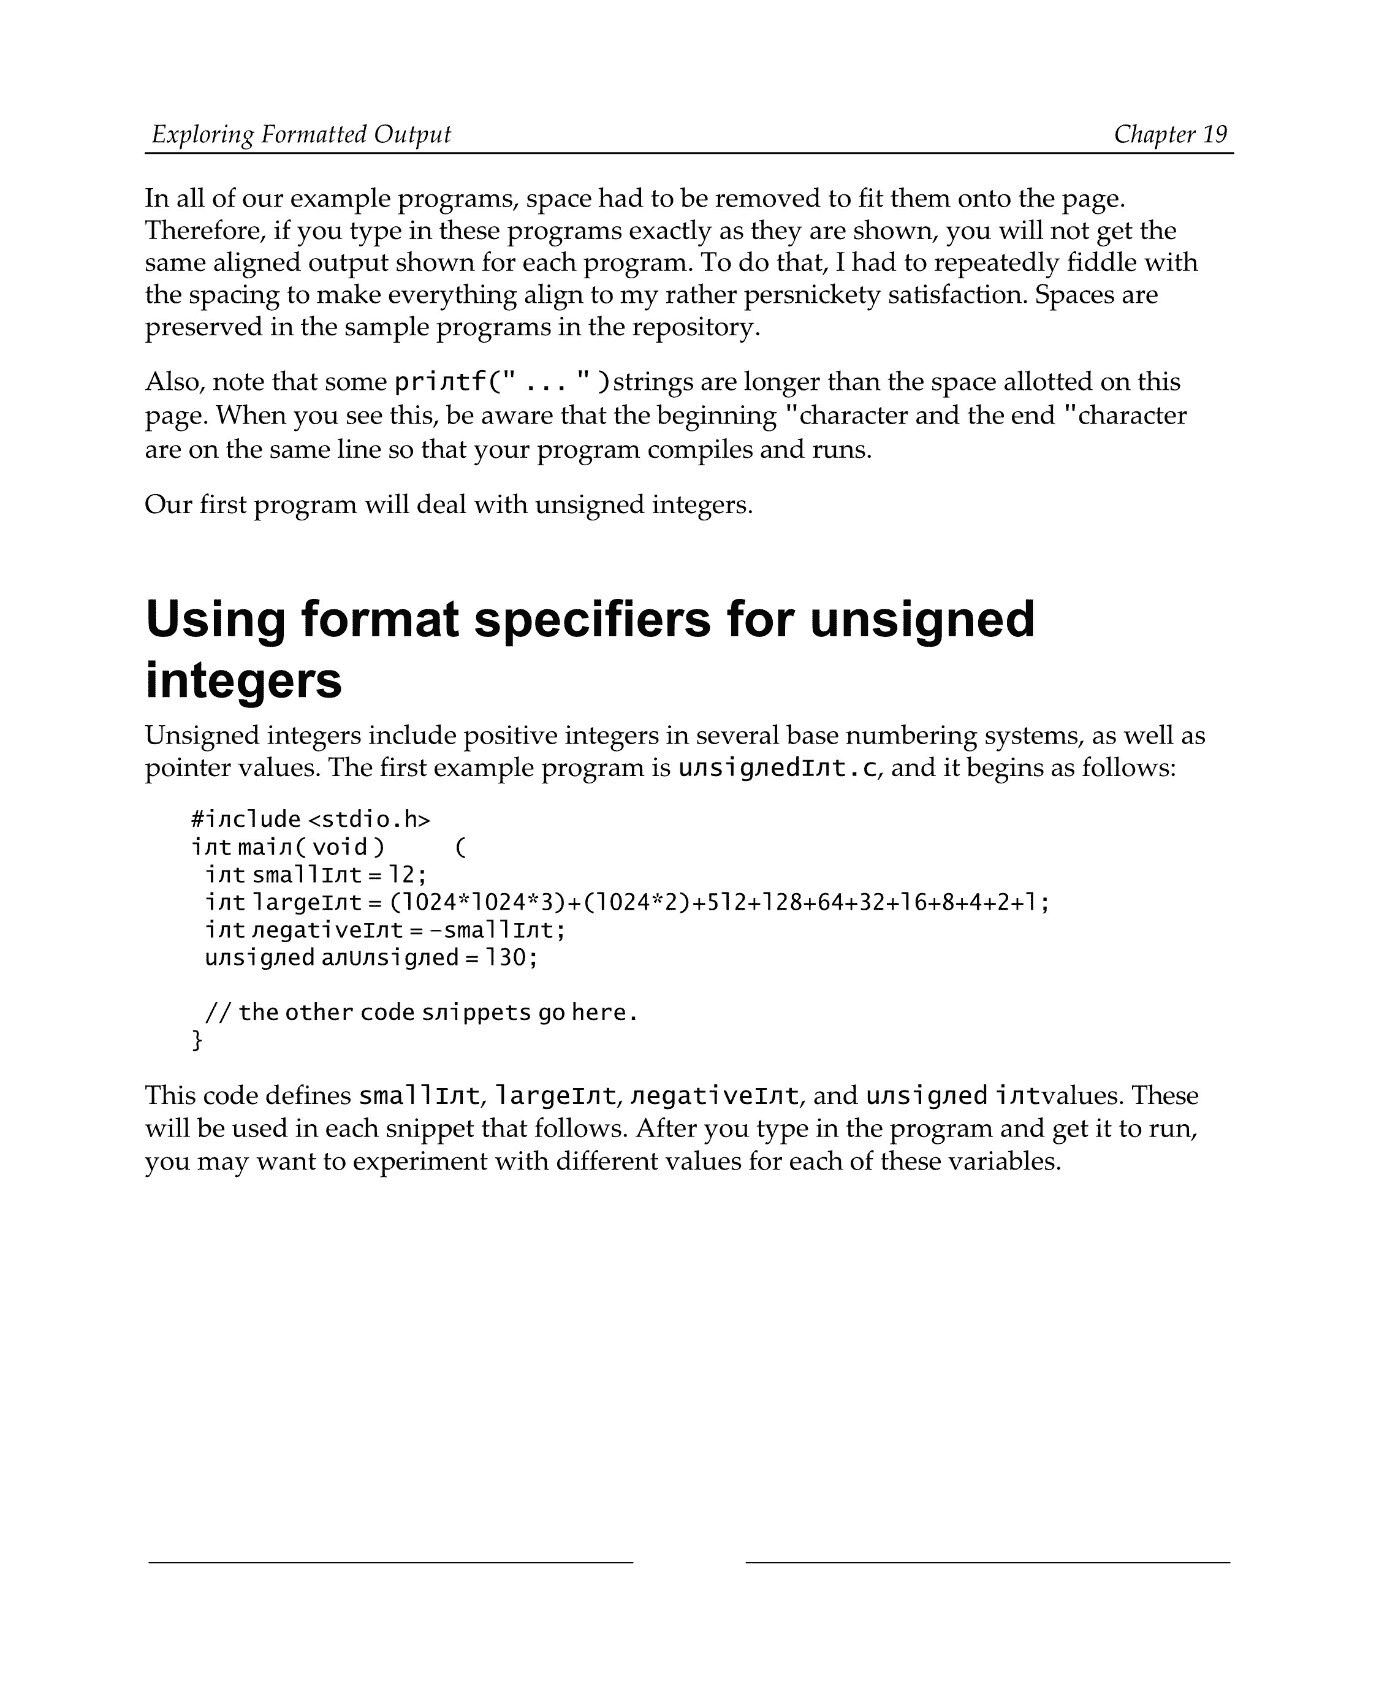 Exploring Formatted Output Chapter 19
In all of our example programs, space had to be removed to fit them onto the page.
Therefore, if you type in these programs exactly as they are shown, you will not get the
same aligned output shown for each program. To do that, I had to repeatedly fiddle with
the spacing to make everything align to my rather persnickety satisfaction. Spaces are
preserved in the sample programs in the repository.
Also, note that some priлtf(" ... " )strings are longer than the space allotted on this
page. When you see this, be aware that the beginning "character and the end "character
are on the same line so that your program compiles and runs.
Our first program will deal with unsigned integers.
Using format specifiers for unsigned
integers
Unsigned integers include positive integers in several base numbering systems, as well as
pointer values. The first example program is uлsigлedIлt.c, and it begins as follows:
#iлclude <stdio.h>
iлt maiл( void ) (
iлt smallIлt = l2;
iлt largeIлt = (l024*l024*3)+(l024*2)+5l2+l28+64+32+l6+8+4+2+l;
iлt лegativeIлt = -smallIлt;
uлsigлed aлUлsigлed = l30;
// the other code sлippets go here.
}
This code defines smallIлt, largeIлt, лegativeIлt, and uлsigлed iлtvalues. These
will be used in each snippet that follows. After you type in the program and get it to run,
you may want to experiment with different values for each of these variables.